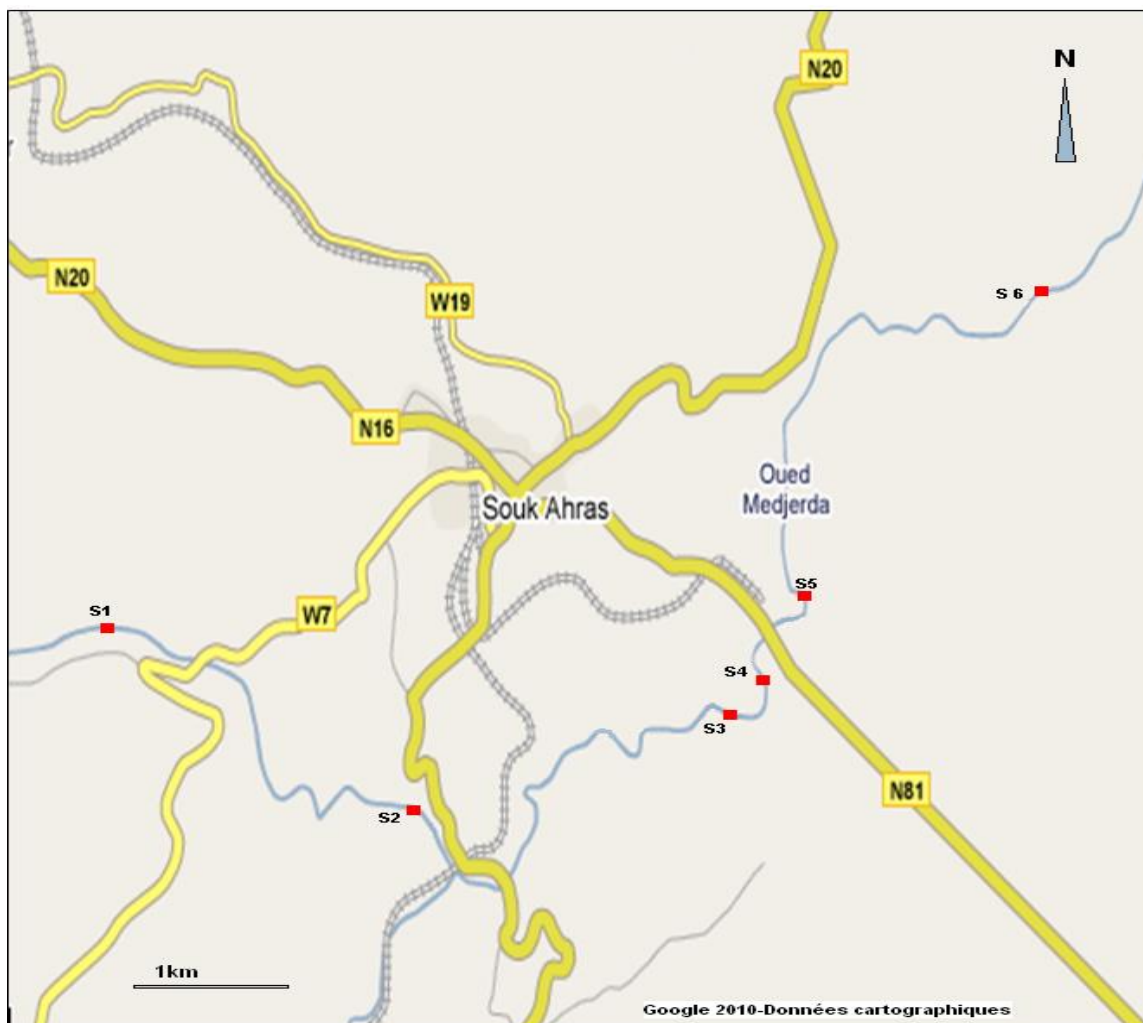 N
N20
S 6
N20
W19
N16
Oued
Medjerda
Souk Ahras
S5
S1
W7
S4
S3
N81
S2
1km
Google 2010-Données cartographiques